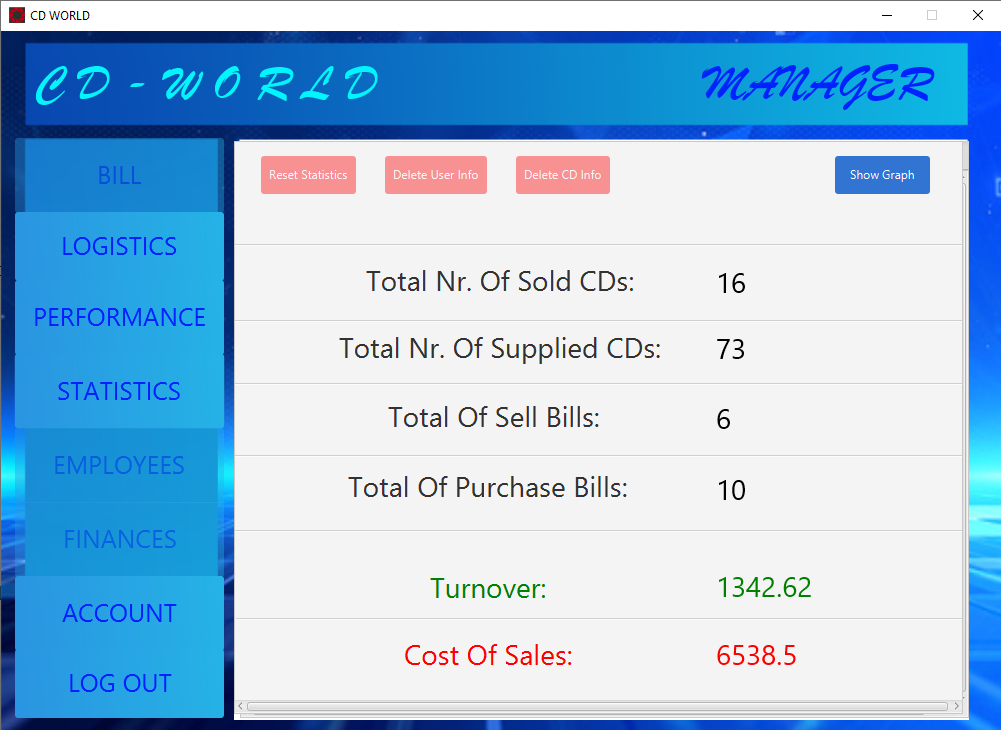 CD WORLD
CD-WORLD
MANAGER
BILL
LOGISTICS
PERFORMANCE
STATISTICS
EMPLOYEES
FINANCES
ACCOUNT
LOG OUT
Reset Statistics
Delete User Info
Delete CD Info
Show Graph
Total Nr. Of Sold CDs: 16
Total Nr. Of Supplied CDs: 73
Total Of Sell Bills: 6
Total Of Purchase Bills: 10
Turnover: 1342.62
Cost Of Sales: 6538.5